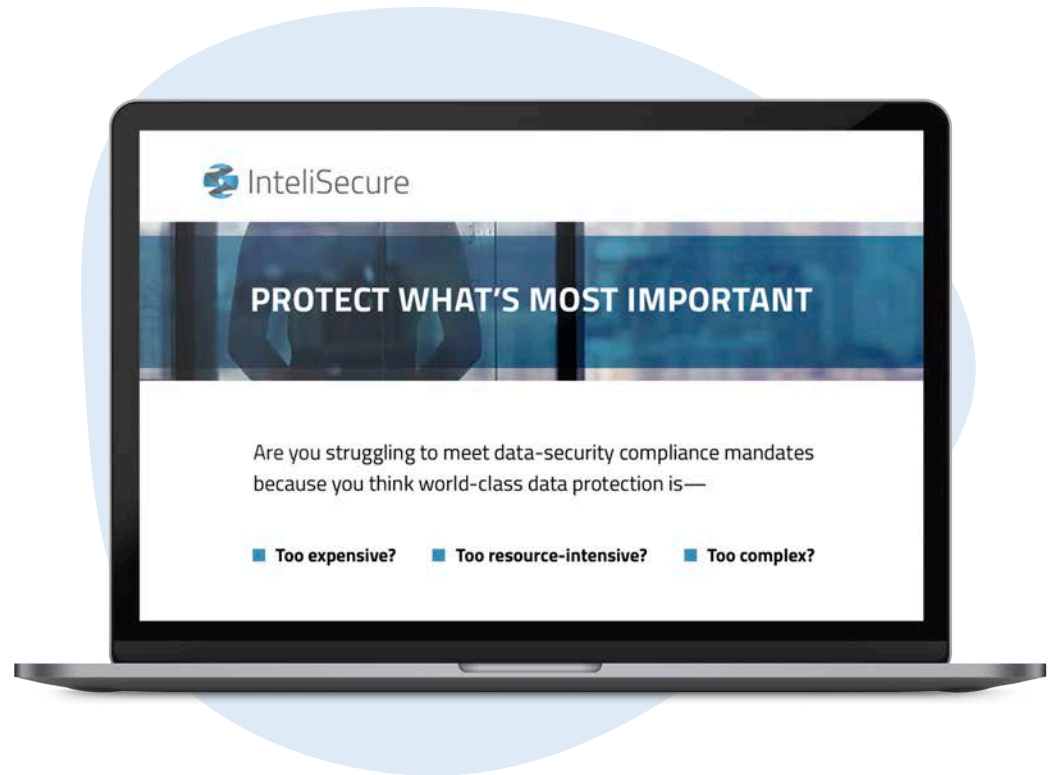 InteliSecure
PROTECT WHAT'S MOST IMPORTANT
Are you struggling to meet data-security compliance mandates
because you think world-class data protection is—
Too expensive? Too resource-intensive? Too complex?